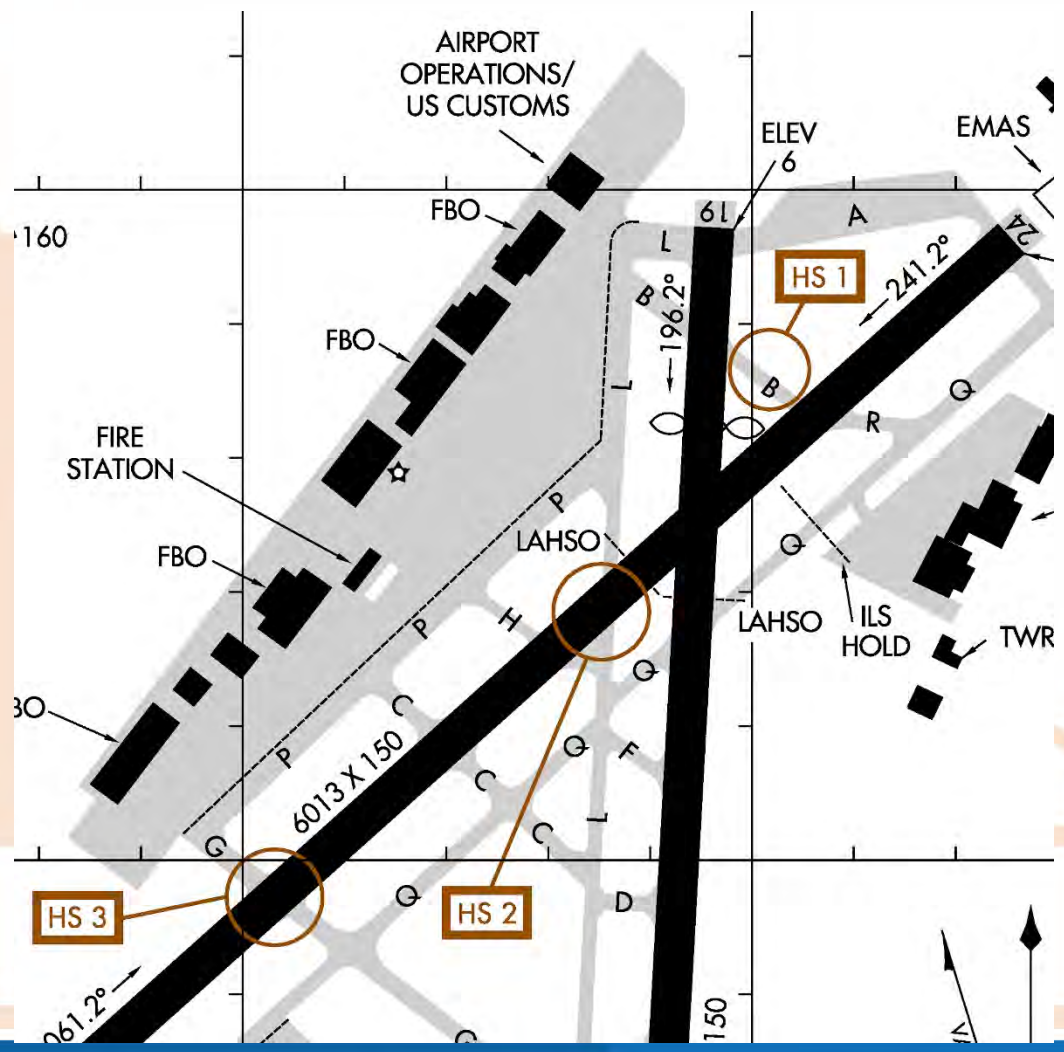 AIRPORT
OPERATIONS/
US CUSTOMS
ELEV
6
EMAS
FBO
160
19
A
24
L
HS 1
241.2°
B
196.2°
FBO
L
B
Q
R
FIRE
STATION
P
LAHSO
Q
FBO
LAHSO
ILS
HOLD
TWR
P
H
Q
C
BO
P
6013 X 150
Q
F
C
L
C
G
Q
D
HS 3
HS 2
061.2°
150
G